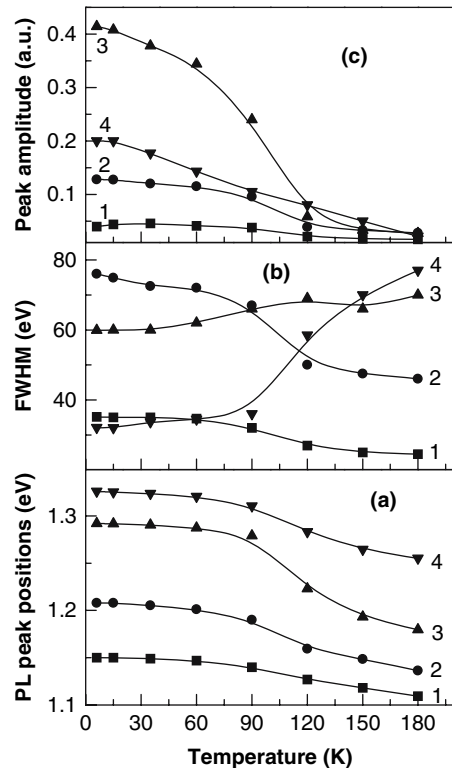 Peak amplitude (a.u.)
0.4
0.3
0.2
0.1
(c)
3
4
2
1
FWHM (eV)
80
60
40
(b)
4
3
2
1
PL peak positions (eV)
1.3
1.2
1.1
(a)
4
3
2
1
0 30 60 90 120 150 180
Temperature (K)